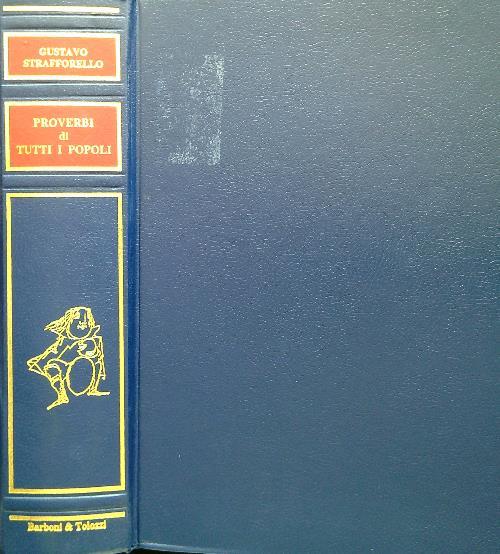 GUSTAVO
STRAFFORELLO
PROVERBI
di
TUTTI I POPOLI
Barboni & Tolozzi